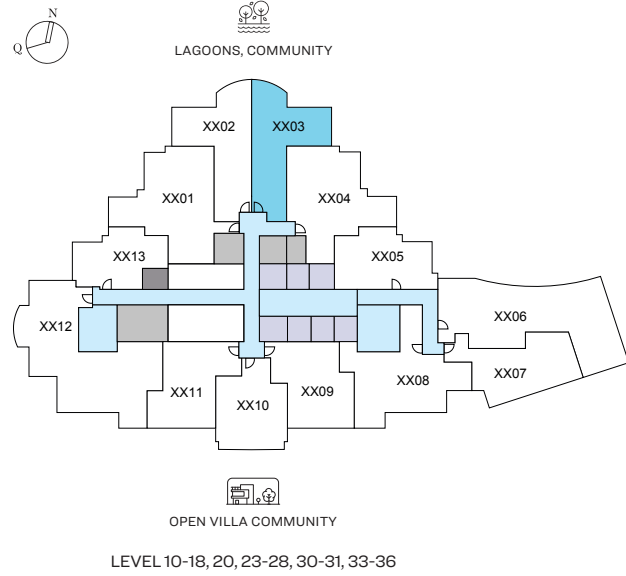 N
Q
LAGOONS, COMMUNITY
XX02
XX03
XX01
XX04
XX13
XX05
XX12
XX06
XX07
XX08
XX11
XX09
XX10
OPEN VILLA COMMUNITY
LEVEL 10-18, 20, 23-28, 30-31, 33-36